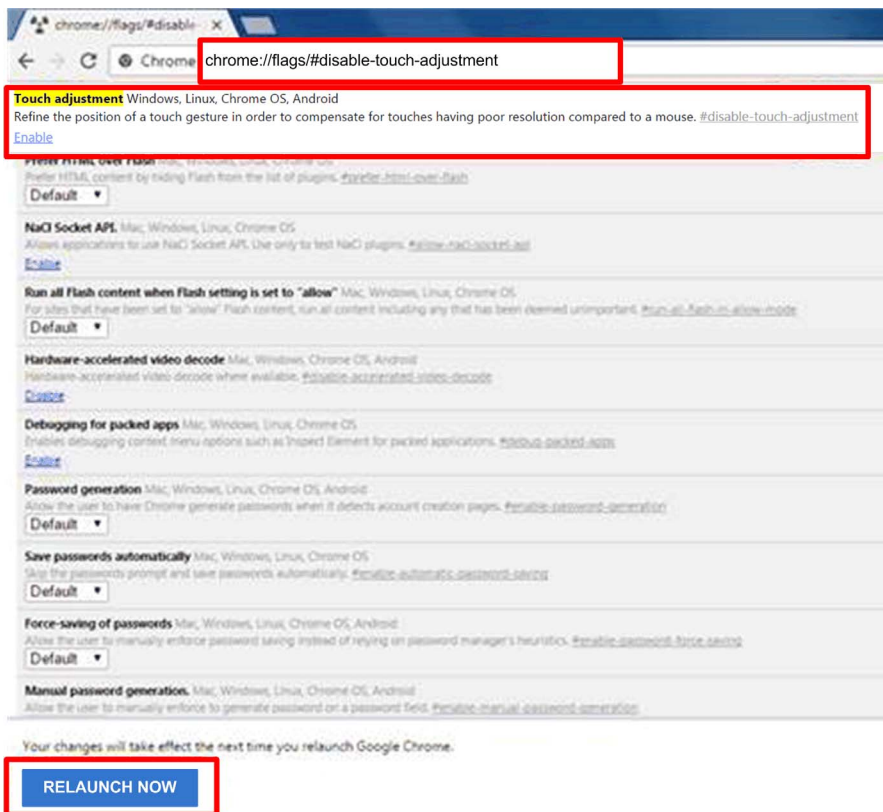 chrome://flags/#disable-
Chrome chrome://flags/#disable-touch-adjustment
Touch adjustment Windows, Linux, Chrome OS, Android
Refine the position of a touch gesture in order to compensate for touches having poor resolution compared to a mouse. #disable-touch-adjustment
Enable
Prefer HTML over Flash Mac, Windows, Linux, Chrome OS
Prefer HTML content by hiding Flash from the list of plugins. #prefer-html-over-flash
Default
NaCl Socket API. Mac, Windows, Linux, Chrome OS
Allows applications to use NaCl Socket API. Use only to test NaCl plugins. #allow-nacl-socket-api
Enable
Run all Flash content when Flash setting is set to "allow" Mac, Windows, Linux, Chrome OS
For sites that have been set to "allow" Flash content, run all content including any that has been deemed unimportant. #run-all-flash-in-allow-mode
Default
Hardware-accelerated video decode Mac, Windows, Chrome OS, Android
Hardware-accelerated video decode where available. #disable-accelerated-video-decode
Disable
Debugging for packed apps Mac, Windows, Linux, Chrome OS
Enables debugging context menu options such as Inspect Element for packed applications. #debug-packed-apps
Enable
Password generation Mac, Windows, Linux, Chrome OS, Android
Allow the user to have Chrome generate passwords when it detects account creation pages. #enable-password-generation
Default
Save passwords automatically Mac, Windows, Linux, Chrome OS
Skip the passwords prompt and save passwords automatically. #enable-automatic-password-saving
Default
Force-saving of passwords Mac, Windows, Linux, Chrome OS, Android
Allow the user to manually enforce password saving instead of relying on password manager's heuristics. #enable-password-force-saving
Default
Manual password generation. Mac, Windows, Linux, Chrome OS, Android
Allow the user to manually enforce to generate password on a password field. #enable-manual-password-generation
Your changes will take effect the next time you relaunch Google Chrome.
RELAUNCH NOW